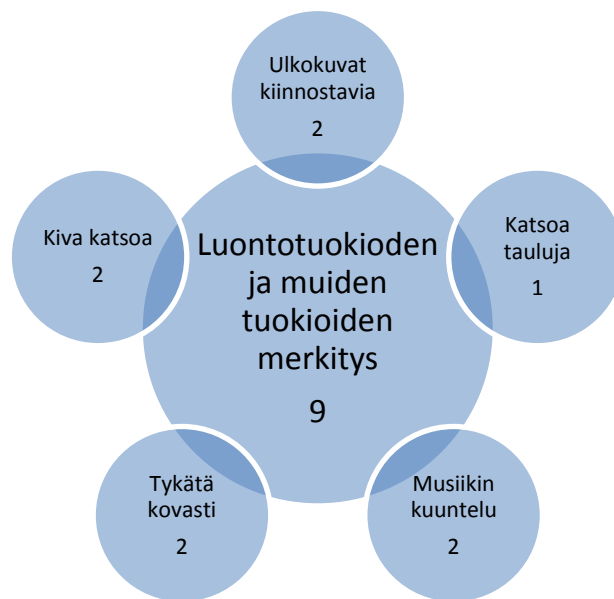 Ulkokuvat
kiinnostavia
2
Kiva katsoa
2
Luontotuokioden
ja muiden
tuokioiden
merkitys
9
Katsoa
tauluja
1
Tykätä
kovasti
2
Musiikin
kuuntelu
2